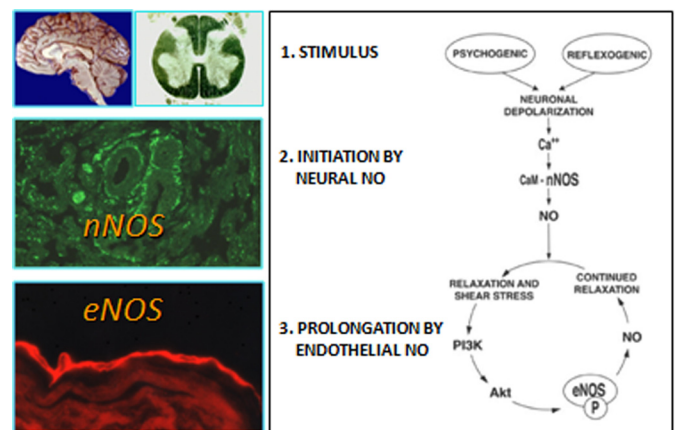 1. STIMULUS
PSYCHOGENIC
REFLEXOGENIC
NEURONAL
DEPOLARIZATION
Ca⁺⁺
2. INITIATION BY
NEURAL NO
CaM - nNOS
NO
nNOS
RELAXATION AND
SHEAR STRESS
CONTINUED
RELAXATION
eNOS
3. PROLONGATION BY
ENDOTHELIAL NO
PI3K
NO
Akt
eNOS
P